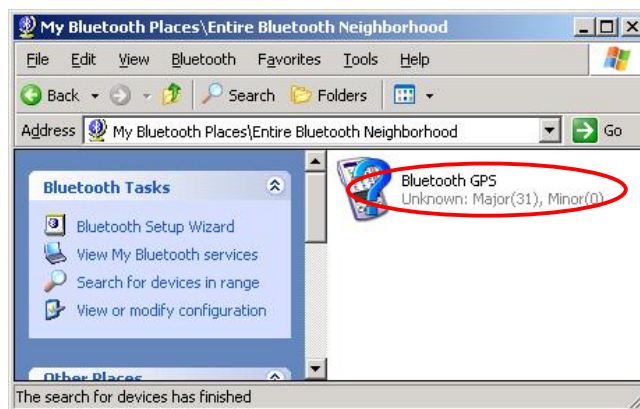 My Bluetooth Places\Entire Bluetooth Neighborhood
File Edit View Bluetooth Favorites Tools Help
Back Search Folders
Address My Bluetooth Places\Entire Bluetooth Neighborhood Go
Bluetooth Tasks
Bluetooth Setup Wizard
View My Bluetooth services
Search for devices in range
View or modify configuration
Other Places
Bluetooth GPS
Unknown: Major(31), Minor(0)
The search for devices has finished